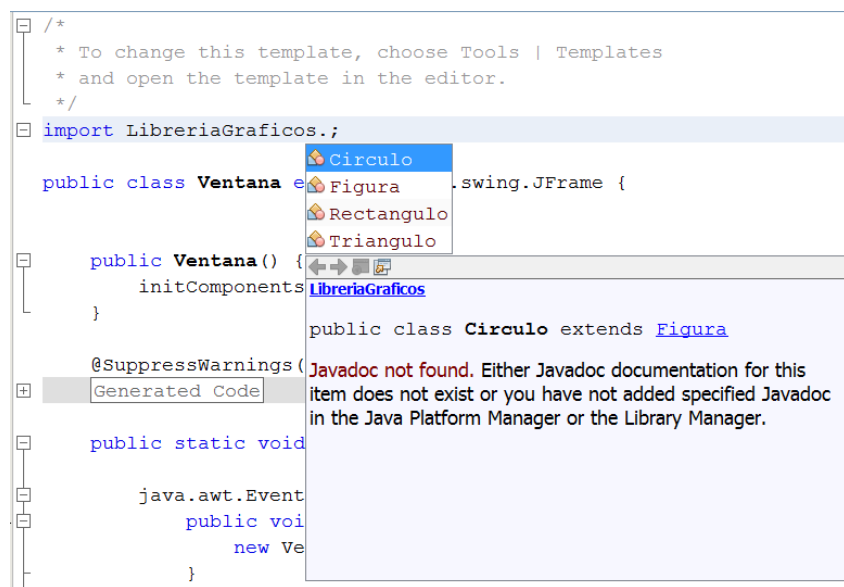 /*
* To change this template, choose Tools | Templates
* and open the template in the editor.
*/
import LibreriaGraficos.;
Circulo
public class Ventana e .swing.JFrame {
Figura
Rectangulo
Triangulo
public Ventana() {
initComponents
LibreriaGraficos
}
public class Circulo extends Figura
@SuppressWarnings(
Javadoc not found. Either Javadoc documentation for this
Generated Code
item does not exist or you have not added specified Javadoc
in the Java Platform Manager or the Library Manager.
public static void
java.awt.Event
public voi
new Ve
}